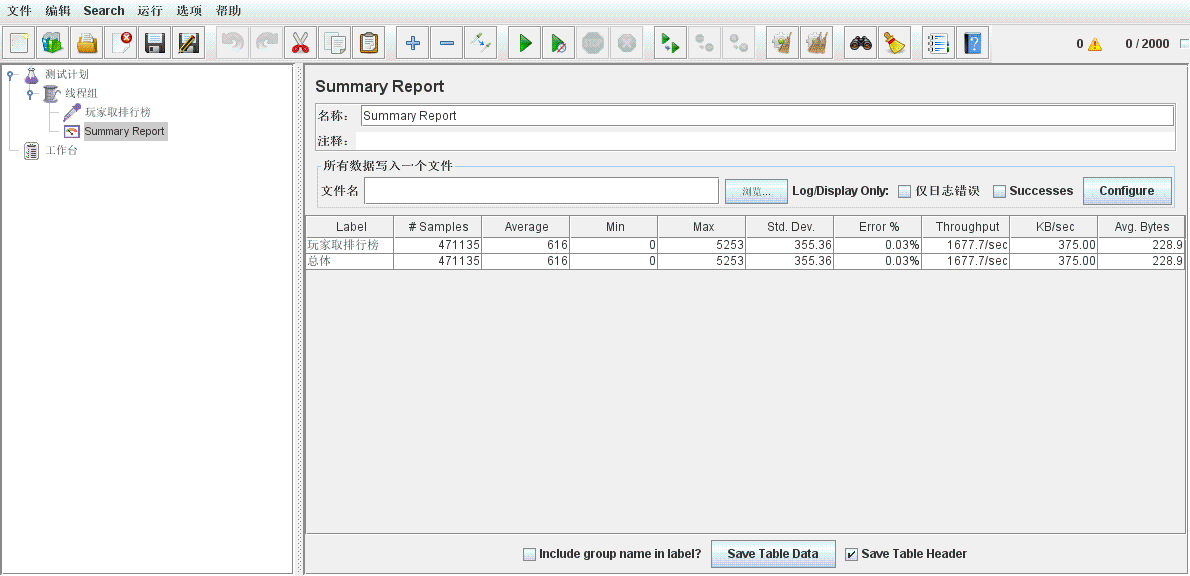 文件 编辑 Search 运行 选项 帮助
STOP
0 0 / 2000
测试计划
线程组
玩家取排行榜
Summary Report
工作台
Summary Report
名称： Summary Report
注释：
所有数据写入一个文件
文件名 浏览... Log/Display Only: 仅日志错误 Successes Configure
Label # Samples Average Min Max Std. Dev. Error % Throughput KB/sec Avg. Bytes
玩家取排行榜 471135 616 0 5253 355.36 0.03% 1677.7/sec 375.00 228.9
总体 471135 616 0 5253 355.36 0.03% 1677.7/sec 375.00 228.9
Include group name in label? Save Table Data Save Table Header